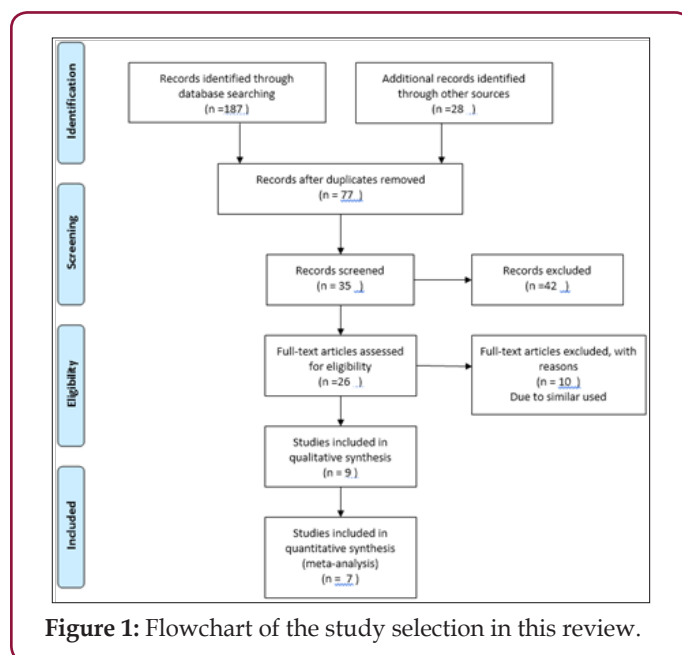 Identification
Records identified through
database searching
(n =187 )
Additional records identified
through other sources
(n =28 )
Records after duplicates removed
(n = 77 )
Screening
Records screened
(n = 35 )
Records excluded
(n =42 )
Eligibility
Full-text articles assessed
for eligibility
(n =26 )
Full-text articles excluded, with
reasons
(n = 10 )
Due to similar used
Studies included in
qualitative synthesis
(n = 9 )
Included
Studies included in
quantitative synthesis
(meta-analysis)
(n = 7 )
Figure 1: Flowchart of the study selection in this review.